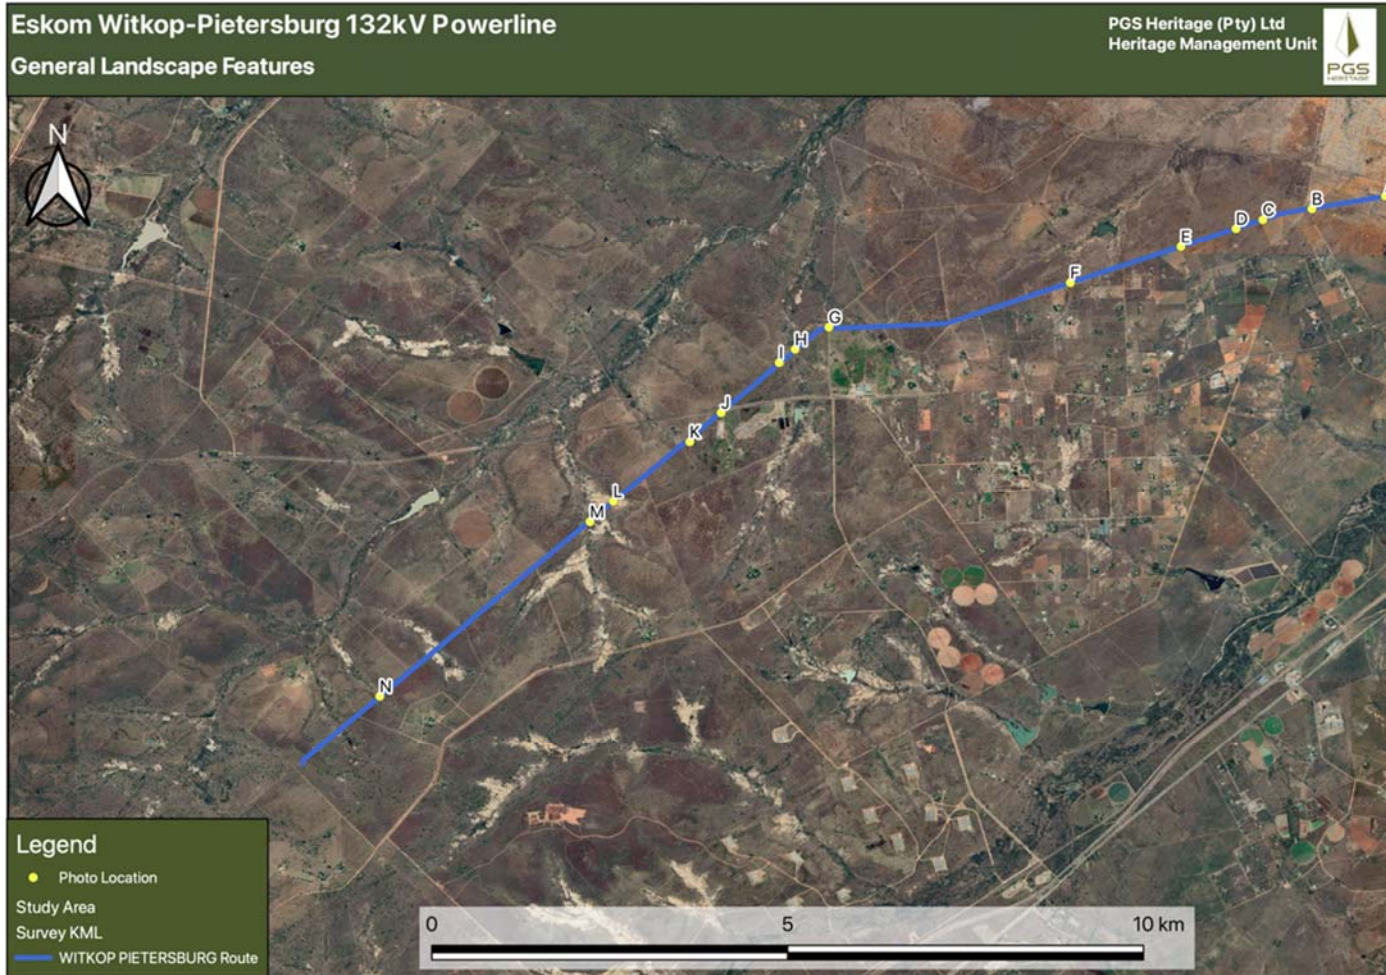 Eskom Witkop-Pietersburg 132kV Powerline
General Landscape Features
PGS Heritage (Pty) Ltd
Heritage Management Unit
PGS
HERITAGE
N
B
C
D
E
F
G
H
I
J
K
L
M
N
Legend
Photo Location
Study Area
Survey KML
WITKOP PIETERSBURG Route
0 5 10 km